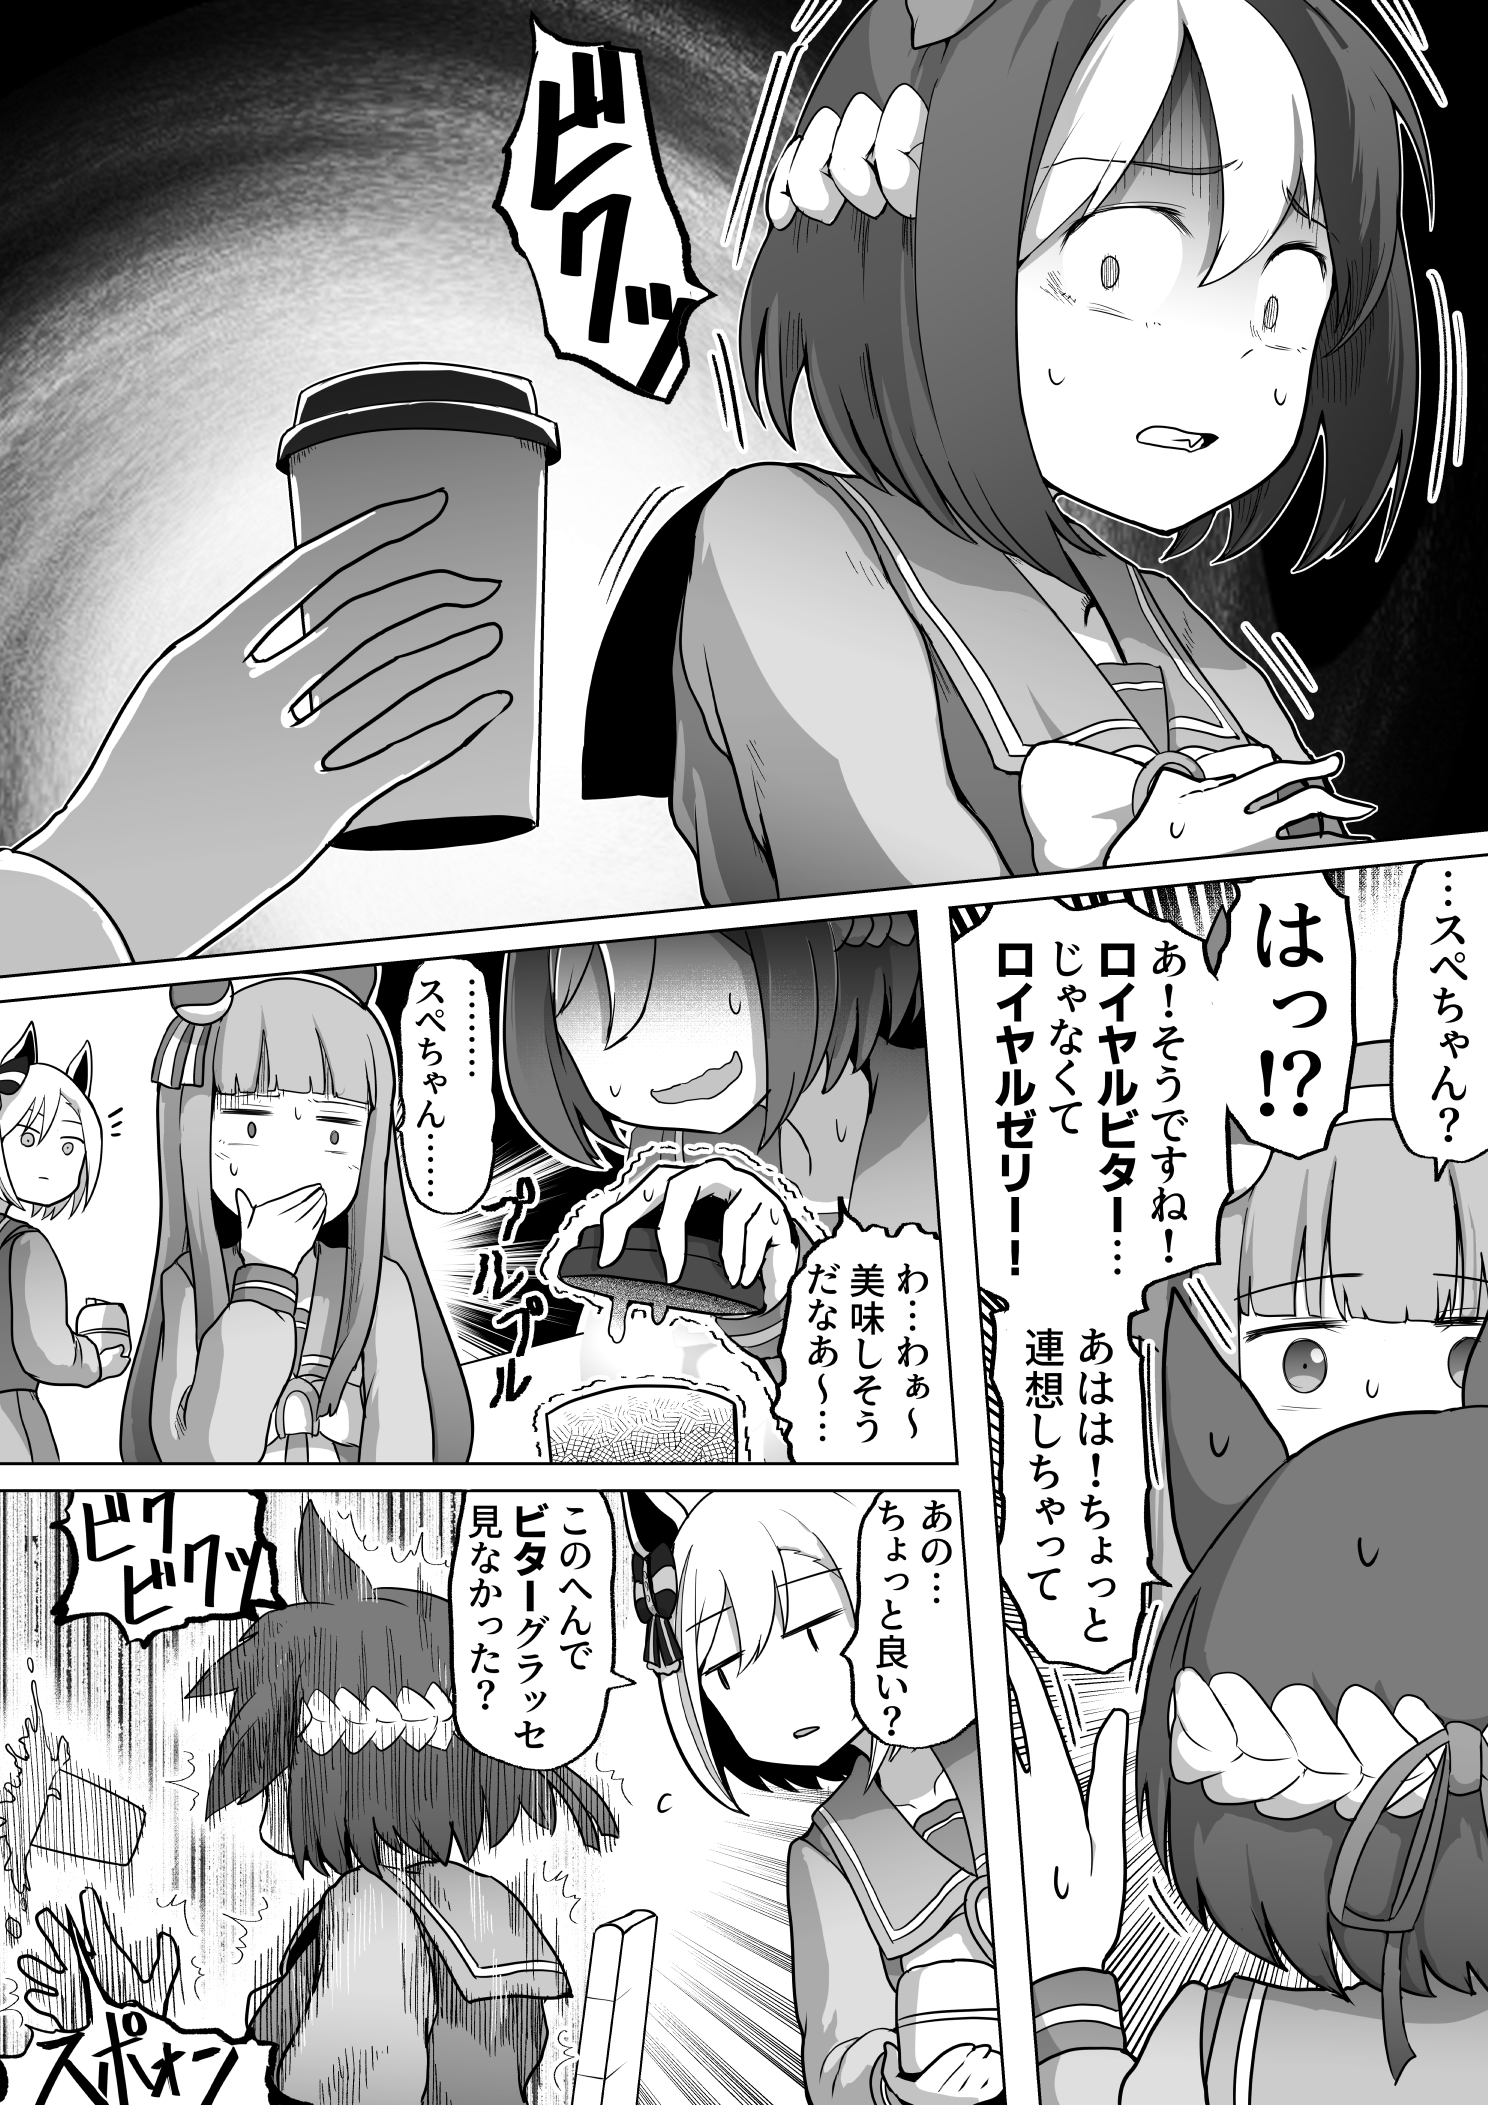 ビクッ
…スペちゃん？
はっ!?
あ！そうですね！
ロイヤルビター…
じゃなくて
ロイヤルゼリー！
あはは！ちょっと
連想しちゃって
わ…わぁ～
美味しそう
だなぁ～…
プルプルプル
………
スペちゃん……
あの…
ちょっと良い？
このへんで
ビターグラッセ
見なかった？
ビクビクッ
スポォン